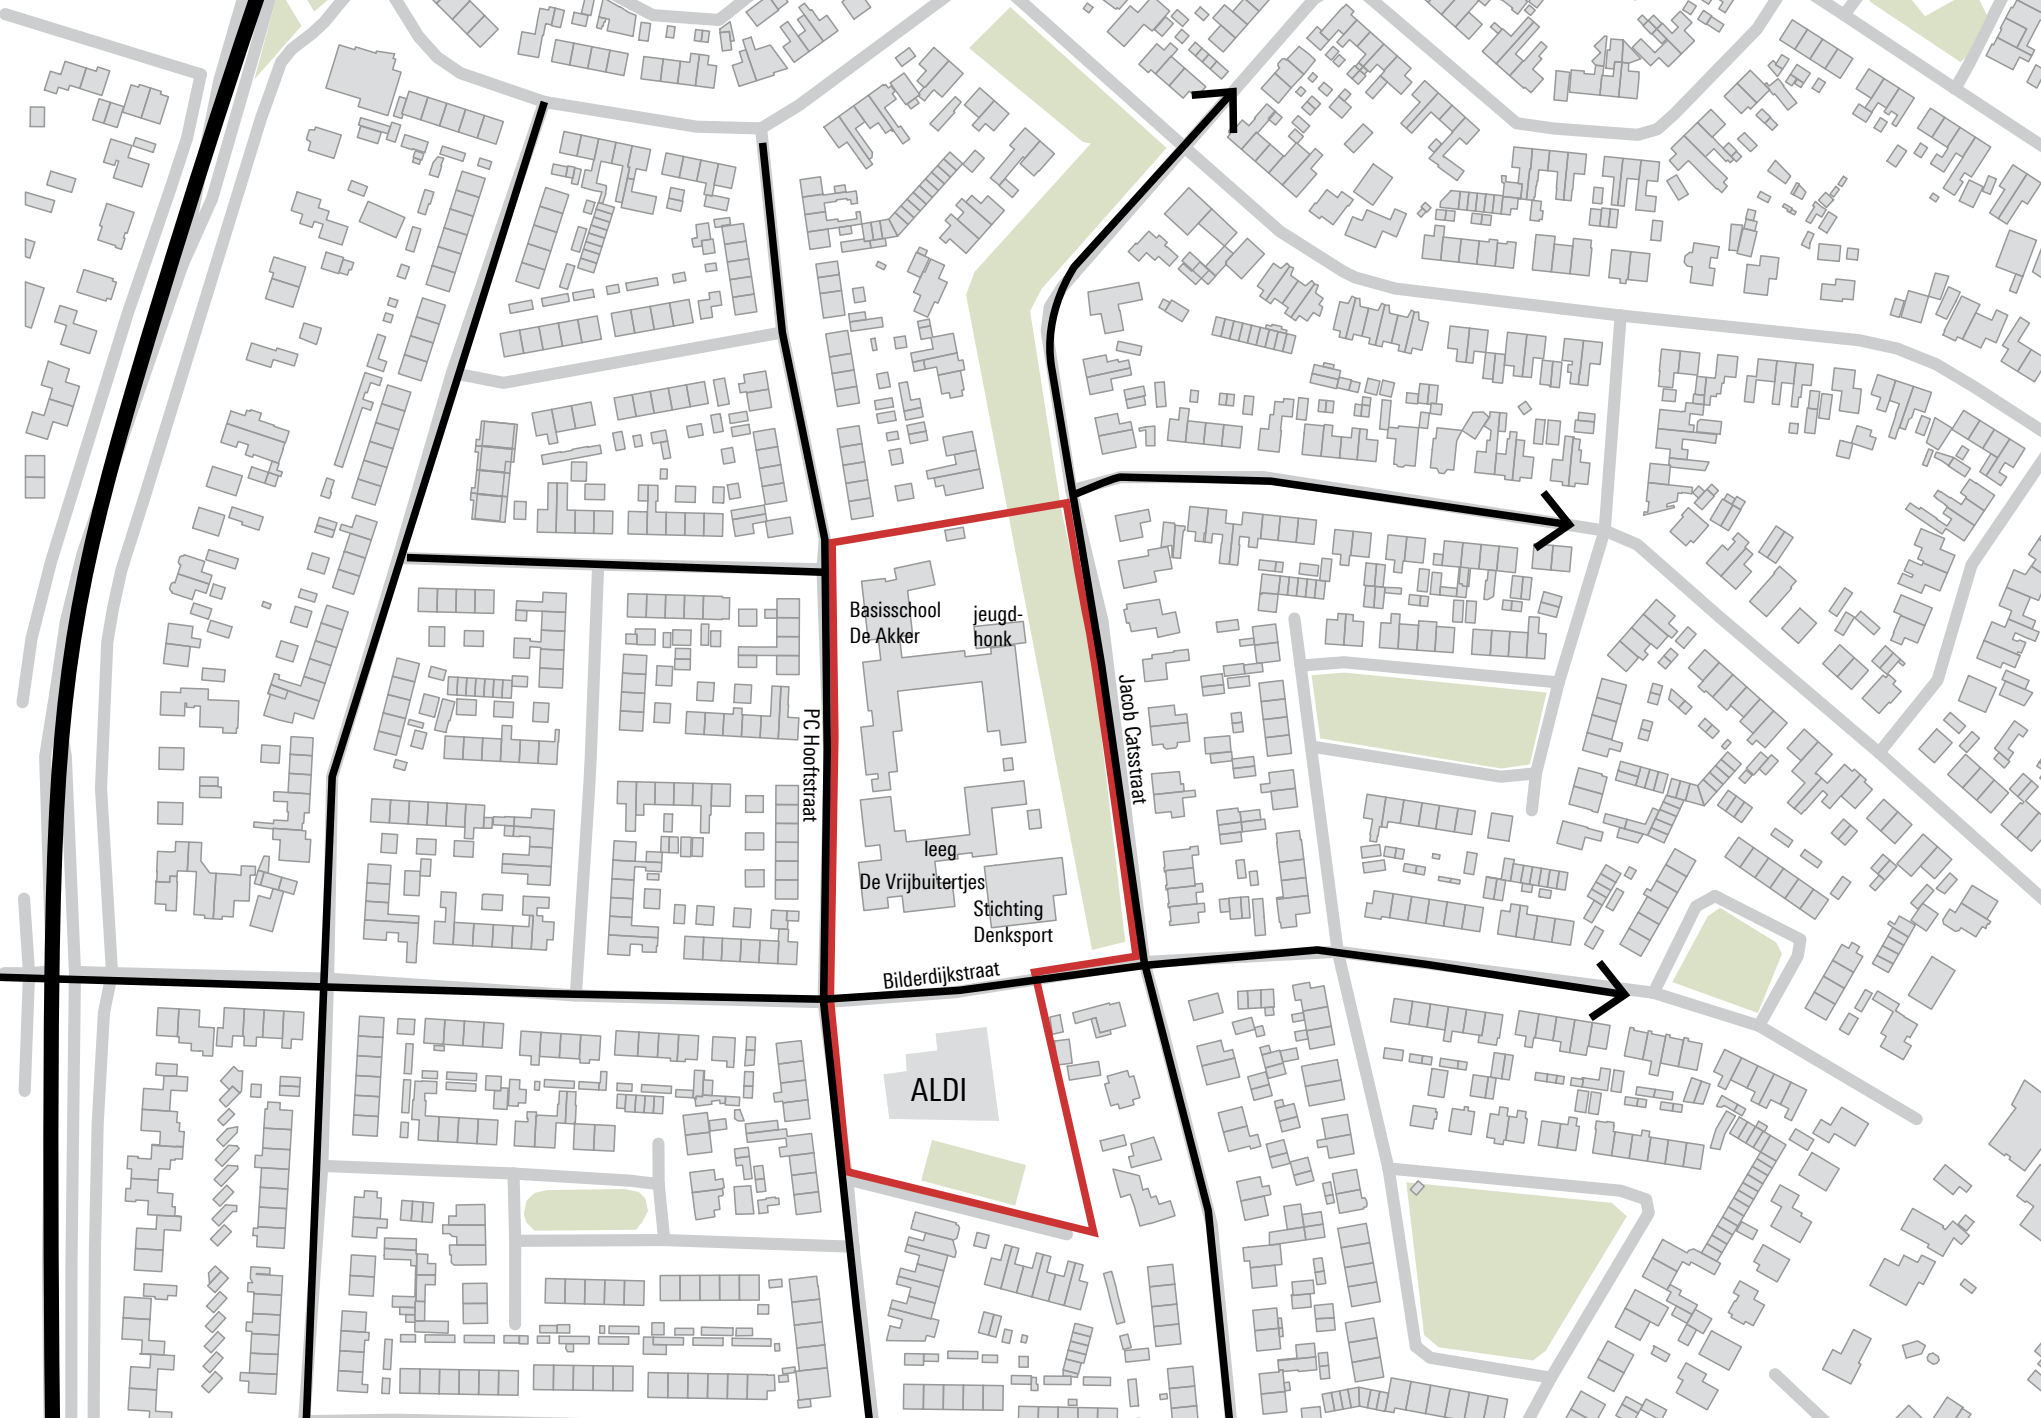 Basisschool
De Akker
jeugd-
honk
PC Hooftstraat
Jacob Catsstraat
leeg
De Vrijbuitertjes
Stichting
Denksport
Bilderdijkstraat
ALDI